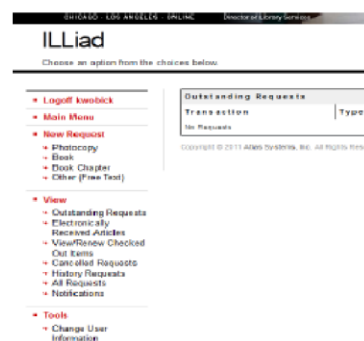 CHICAGO · LOS ANGELES · ONLINE Director of Library Services
ILLiad
Choose an option from the choices below.
Logoff kwobick
Main Menu
New Request
Photocopy
Book
Book Chapter
Other (Free Text)
View
Outstanding Requests
Electronically
Received Articles
View/Renew Checked
Out Items
Cancelled Requests
History Requests
All Requests
Notifications
Tools
Change User
Information
Outstanding Requests
Transaction Type
No Requests
Copyright © 2011 Atlas Systems, Inc. All Rights Res